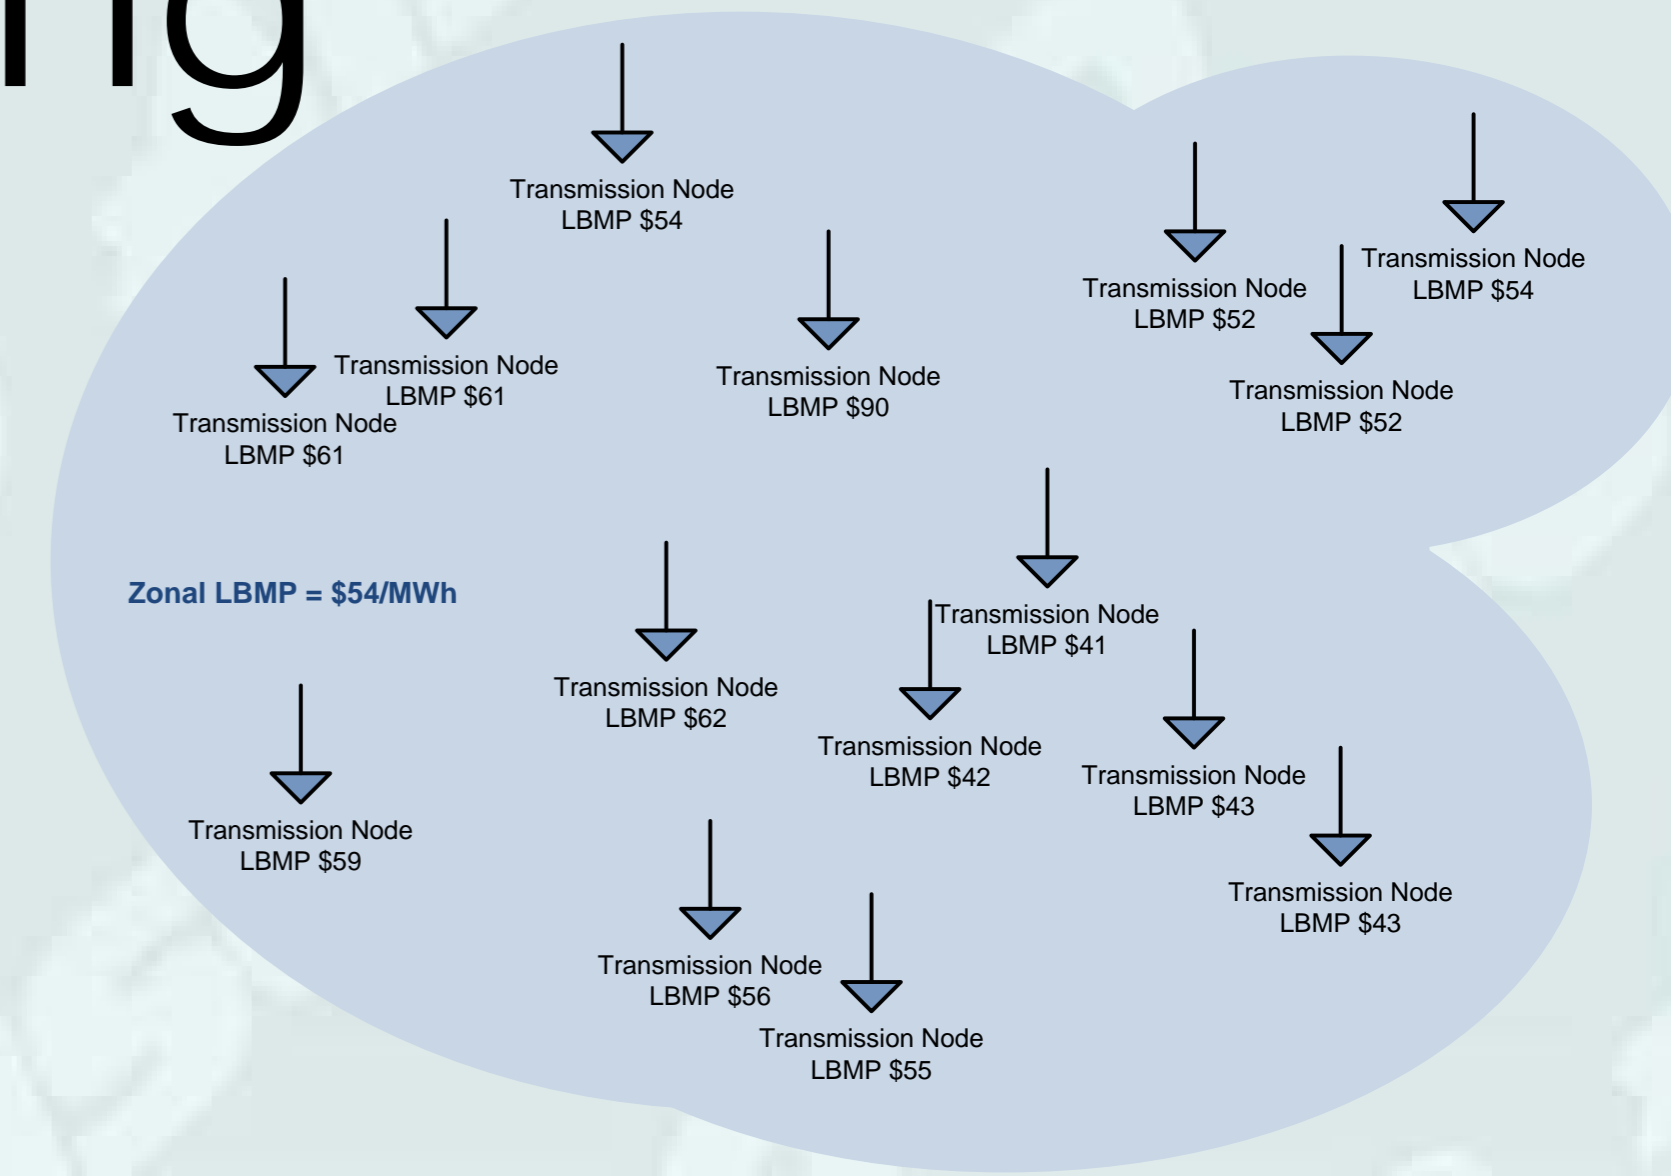 ng
Transmission Node
LBMP $54
Transmission Node
LBMP $54
Transmission Node
LBMP $52
Transmission Node
LBMP $61
Transmission Node
LBMP $90
Transmission Node
LBMP $52
Transmission Node
LBMP $61
Zonal LBMP = $54/MWh
Transmission Node
LBMP $41
Transmission Node
LBMP $62
Transmission Node
LBMP $42
Transmission Node
LBMP $43
Transmission Node
LBMP $59
Transmission Node
LBMP $43
Transmission Node
LBMP $56
Transmission Node
LBMP $55